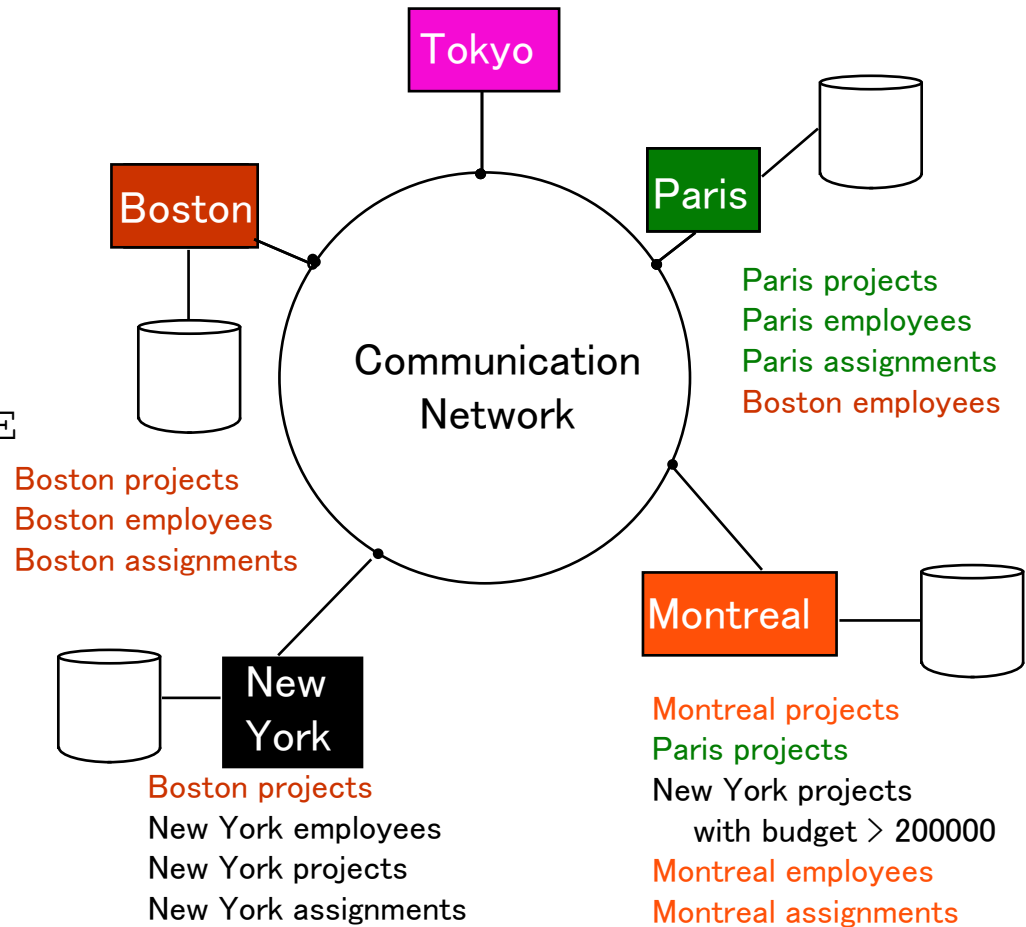 Tokyo
Boston
Paris
Communication
Network
Paris projects
Paris employees
Paris assignments
Boston employees
E
Boston projects
Boston employees
Boston assignments
New
York
Boston projects
New York employees
New York projects
New York assignments
Montreal
Montreal projects
Paris projects
New York projects
with budget > 200000
Montreal employees
Montreal assignments